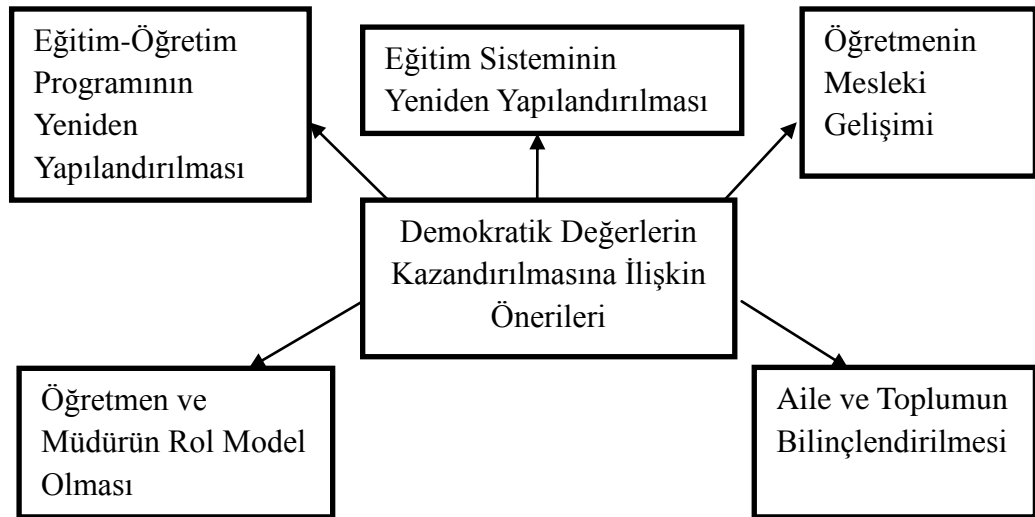 Eğitim-Öğretim
Programının
Yeniden
Yapılandırılması
Eğitim Sisteminin
Yeniden Yapılandırılması
Öğretmenin
Mesleki
Gelişimi
Demokratik Değerlerin
Kazandırılmasına İlişkin
Önerileri
Öğretmen ve
Müdürün Rol Model
Olması
Aile ve Toplumun
Bilinçlendirilmesi